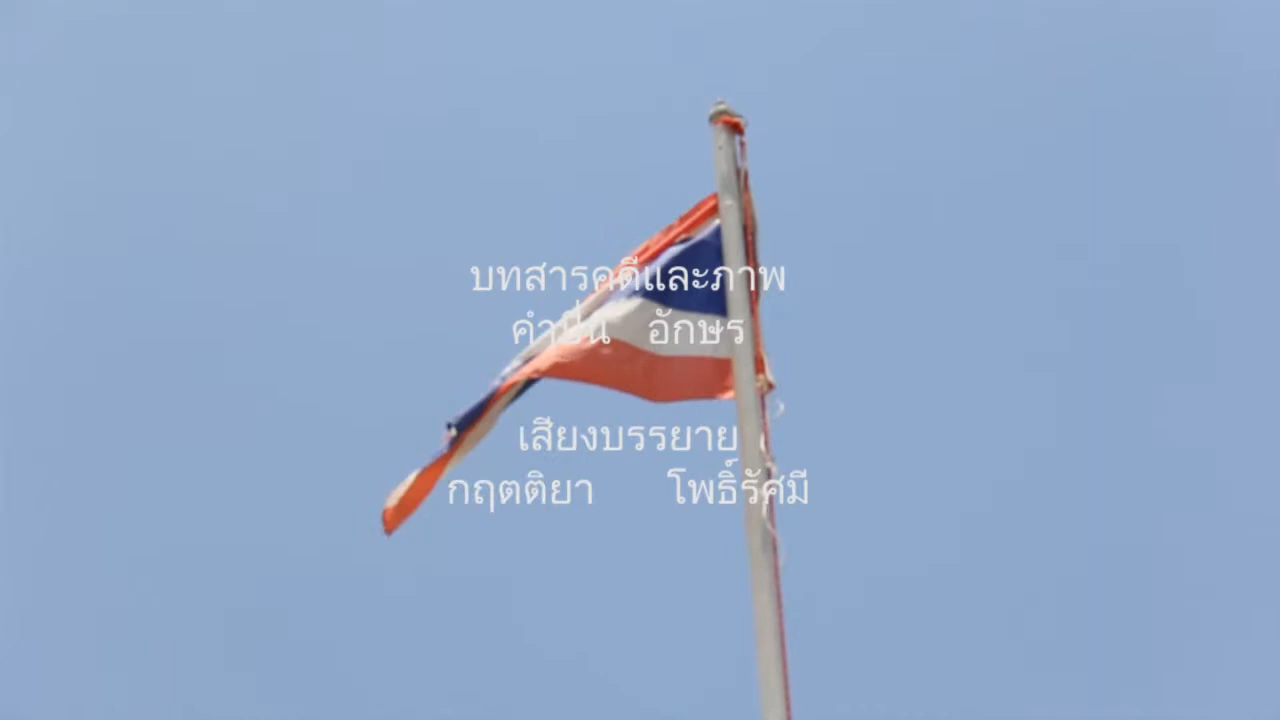 บทสารคดีและภาพ
คำปิ่น อักษร
เสียงบรรยาย
กฤตติยา โพธิ์รัศมี